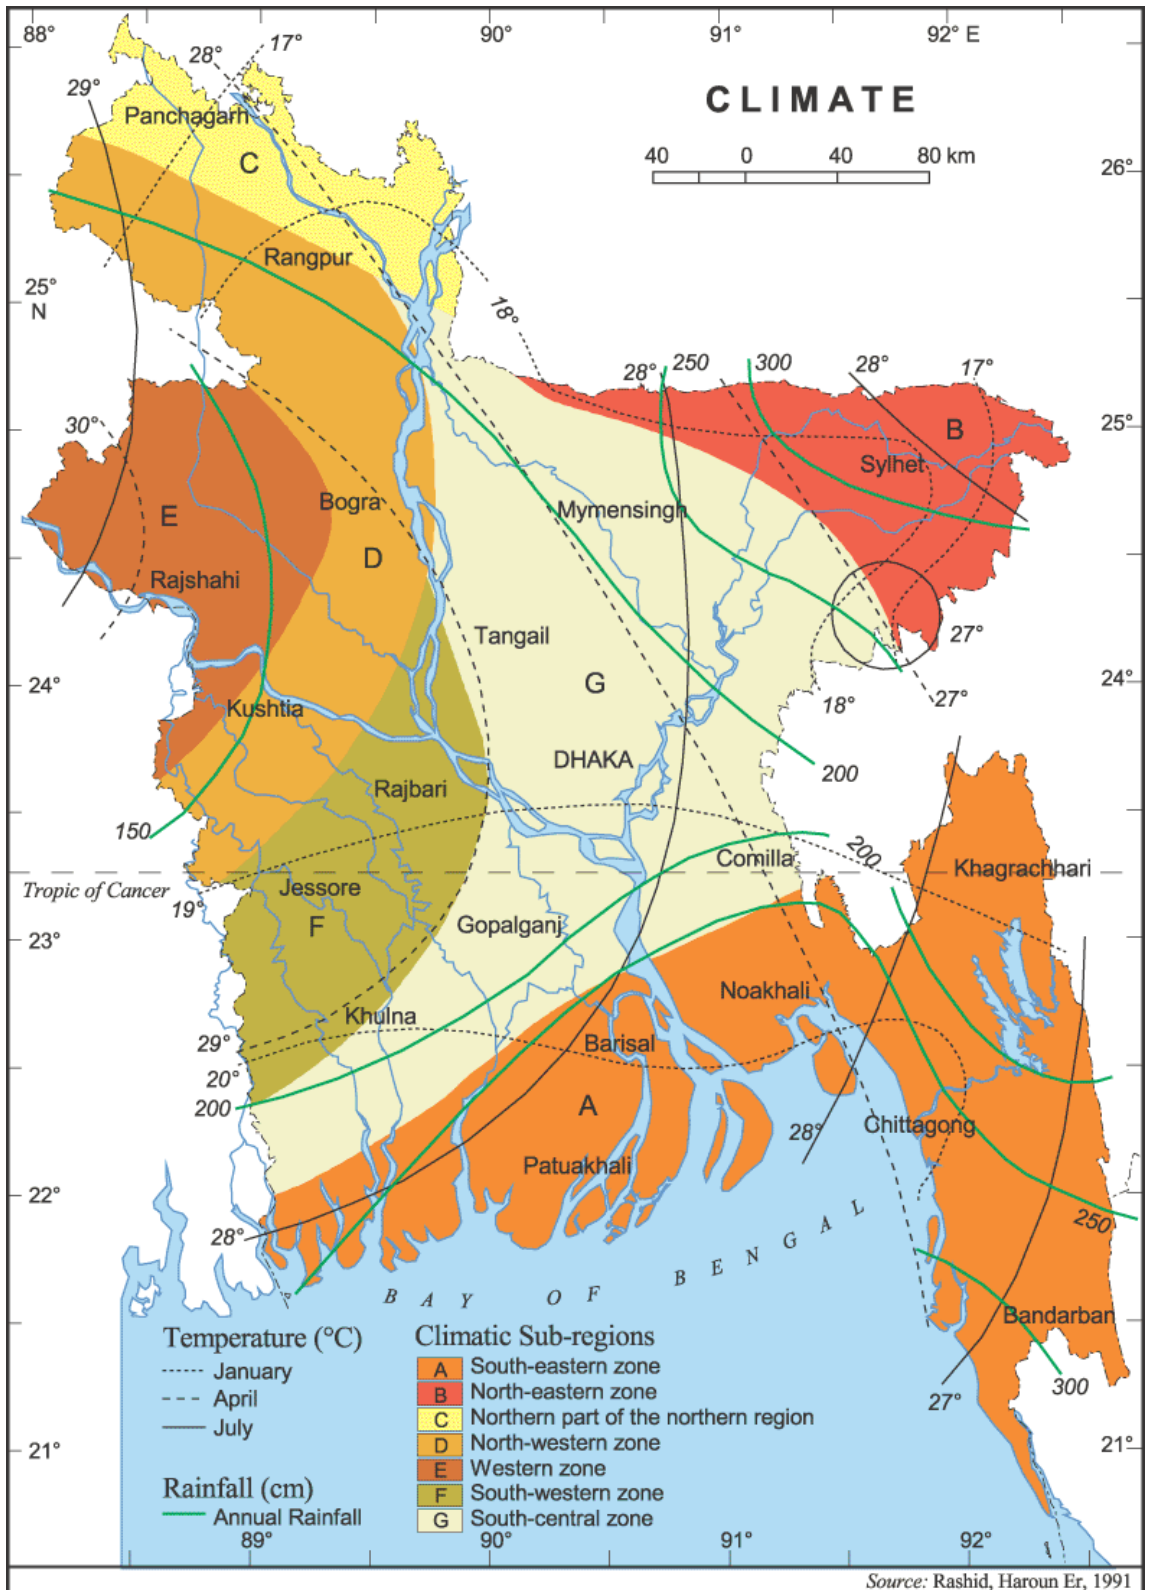 88° 90° 91° 92° E
17°
28°
29°
CLIMATE
Panchagarh
C
40 0 40 80 km
26° 
Rangpur
25°
N
18°
28° 250 300 28° 17°
30°
B
25°
Sylhet
Bogra
Mymensingh
E
D
Rajshahi
Tangail
27°
G
24° 24°
Kushtia
18°
27°
DHAKA
200
Rajbari
150
Comilla
200
Khagrachhari
Tropic of Cancer
Jessore
19°
F
Gopalganj
23° 23°
Noakhali
Khulna
29°
Barisal
20°
200
A
Chittagong
28°
Patuakhali
22° 22°
250
28°
BAY OF BENGAL
Bandarban
Temperature (°C)
January
April
July
Rainfall (cm)
Annual Rainfall
Climatic Sub-regions
A South-eastern zone
B North-eastern zone
C Northern part of the northern region
D North-western zone
E Western zone
F South-western zone
G South-central zone
300
27°
21° 21°
89° 90° 91° 92°
Source: Rashid, Haroun Er, 1991